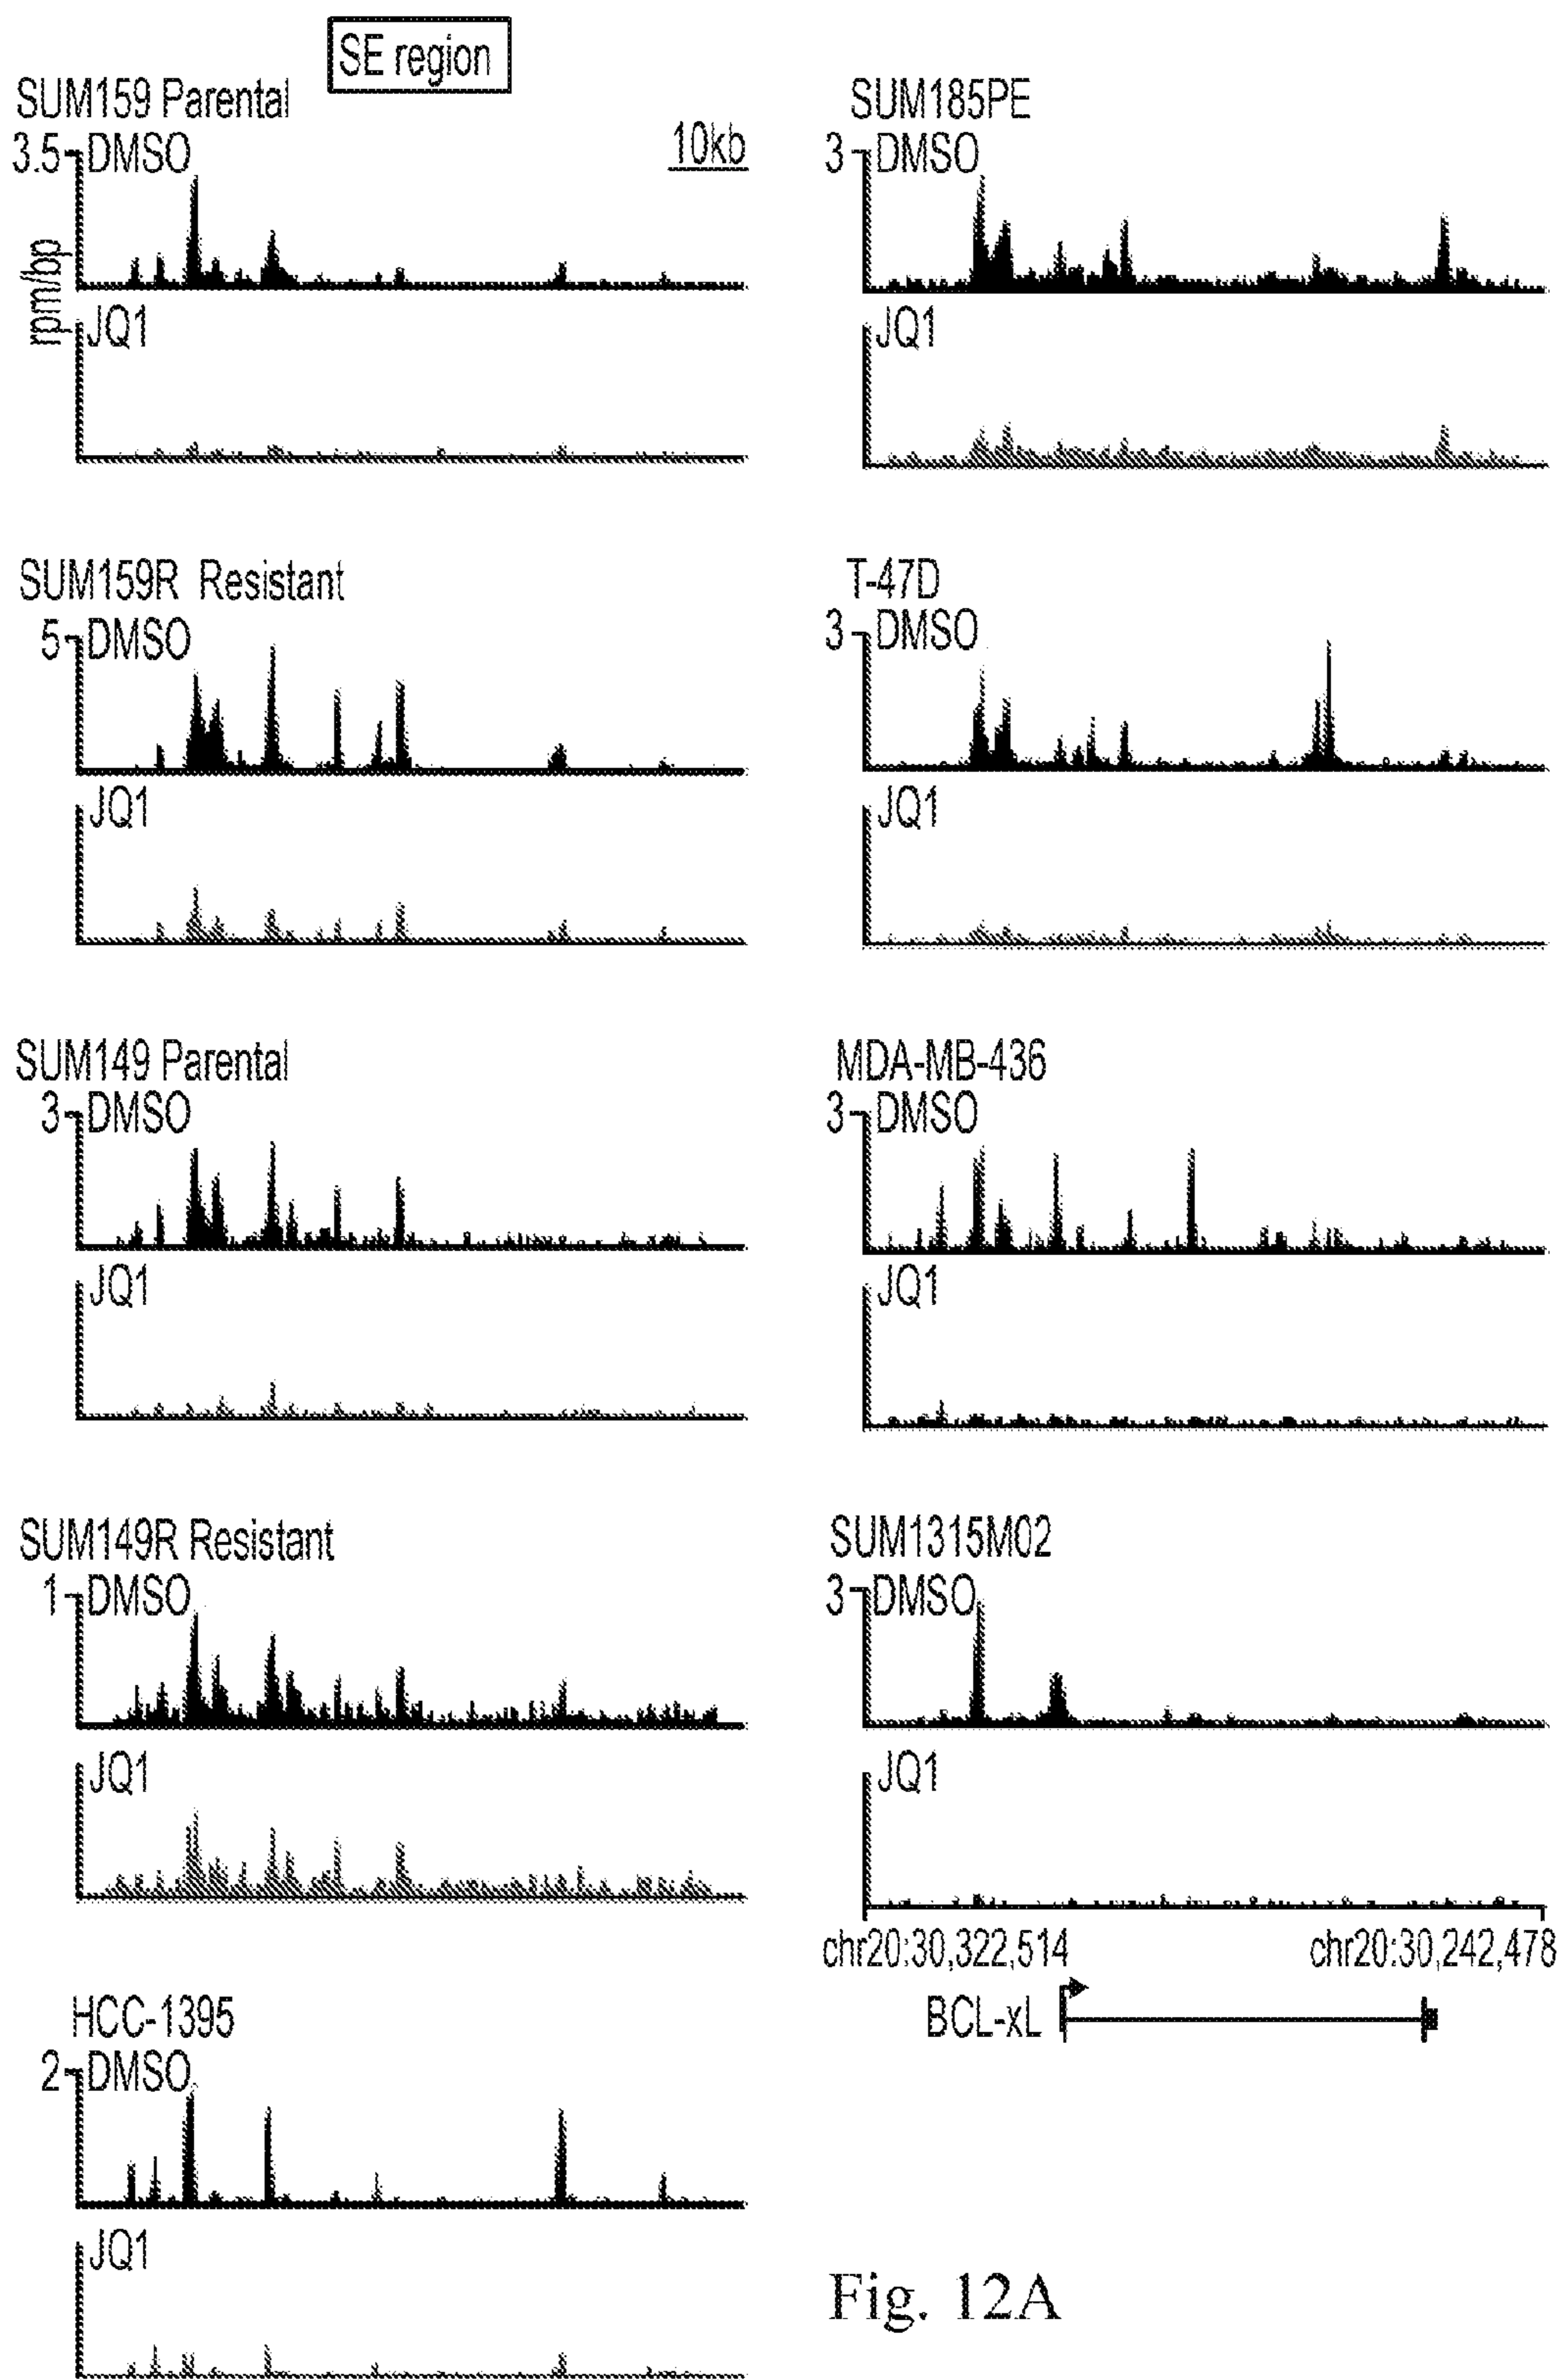 SE region
SUM159 Parental
3.5 DMSO
10kb
rpm/bp
JQ1
SUM159R Resistant
5 DMSO
JQ1
SUM149 Parental
3 DMSO
JQ1
SUM149R Resistant
1 DMSO
JQ1
HCC-1395
2 DMSO
JQ1
SUM185PE
3 DMSO
JQ1
T-47D
3 DMSO
JQ1
MDA-MB-436
3 DMSO
JQ1
SUM1315M02
3 DMSO
JQ1
chr20:30,322,514 chr20:30,242,478
BCL-xL
Fig. 12A